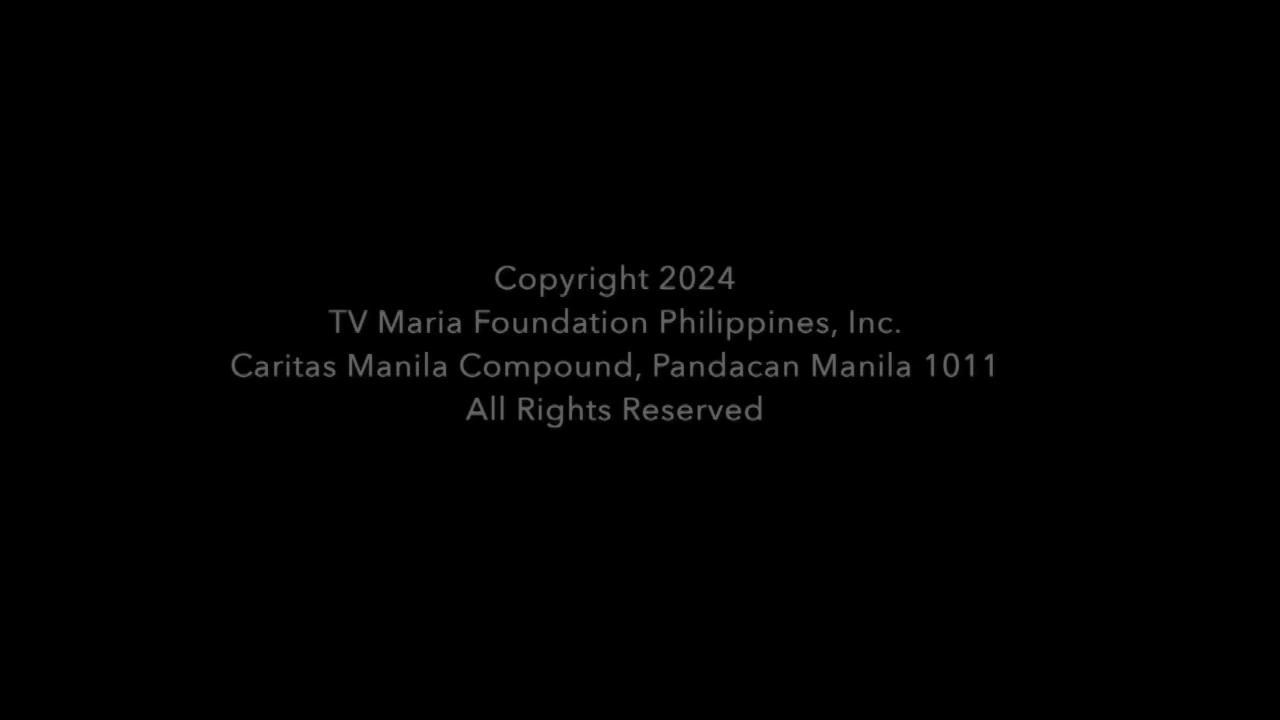 Copyright 2024
TV Maria Foundation Philippines, Inc.
Caritas Manila Compound, Pandacan Manila 1011
All Rights Reserved